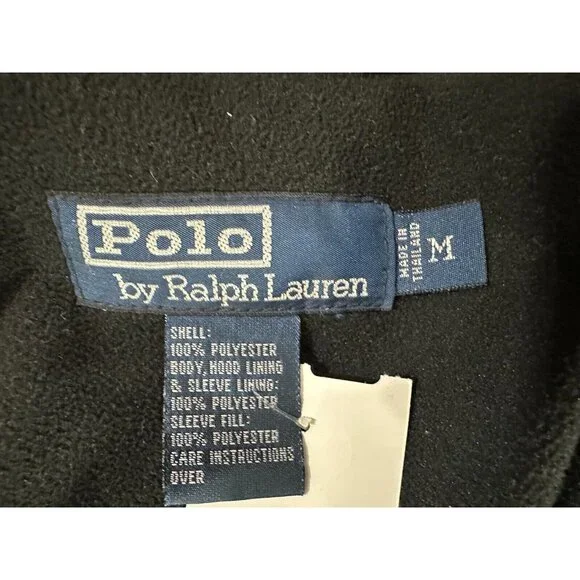 Polo
by Ralph Lauren
MADE IN
THAILAND
M
SHELL:
100% POLYESTER
BODY, HOOD LINING
& SLEEVE LINING:
100% POLYESTER
SLEEVE FILL:
100% POLYESTER
CARE INSTRUCTIONS
OVER